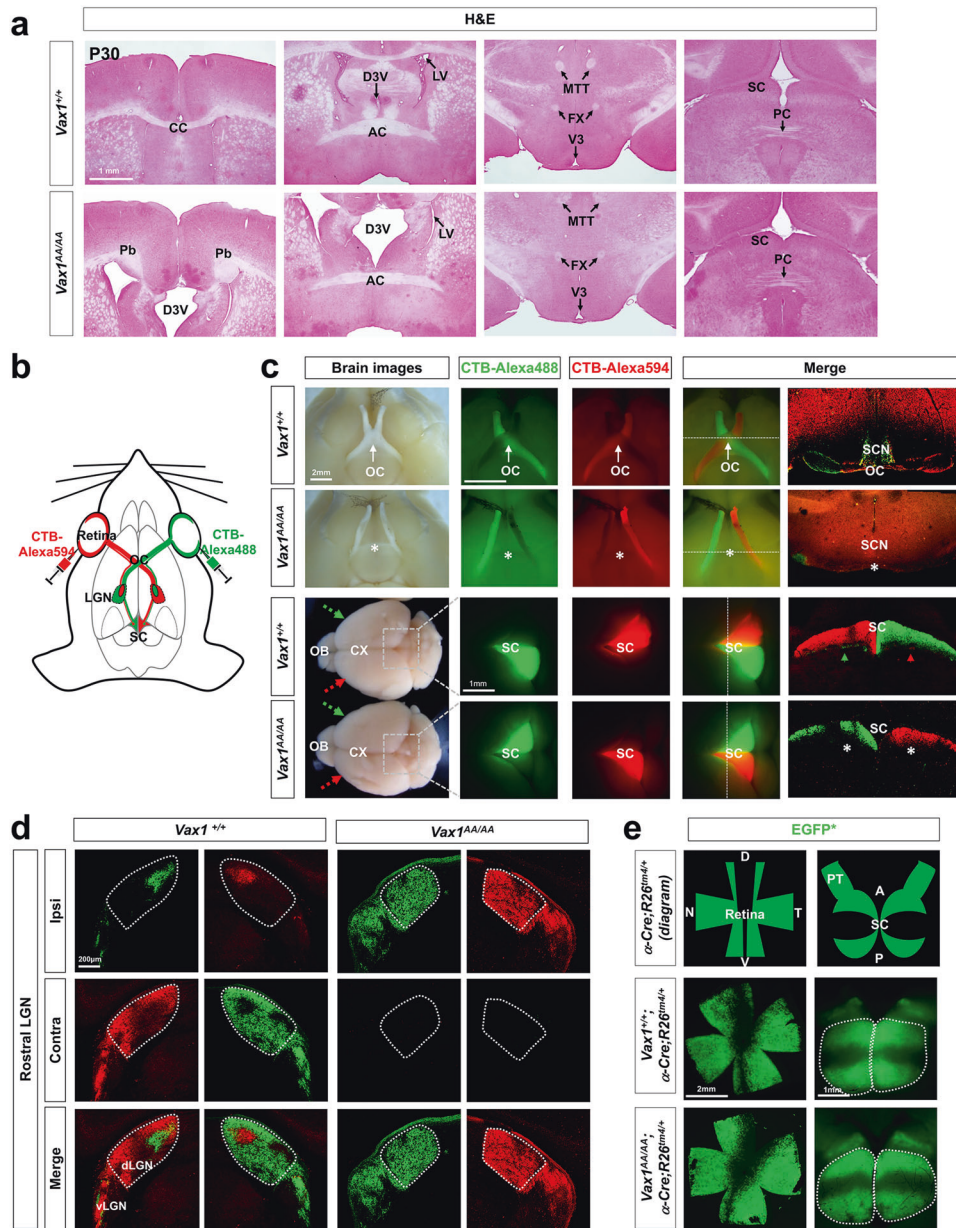 H&E
a
Vax1+/+
P30
CC
1 mm
D3V
LV
AC
MTT
FX
V3
SC
PC
Vax1AA/AA
Pb
Pb
D3V
D3V
LV
AC
MTT
FX
V3
SC
PC
b
CTB-
Alexa594
Retina
OC
CTB-
Alexa488
LGN
SC
c
Brain images
CTB-Alexa488
CTB-Alexa594
Merge
Vax1+/+
OC
2mm
OC
OC
OC
SCN
OC
Vax1AA/AA
*
*
*
*
SCN
*
Vax1+/+
OB
CX
SC
1mm
SC
SC
SC
Vax1AA/AA
OB
CX
SC
SC
SC
SC
*
*
d
Vax1 +/+
Vax1AA/AA
Rostral LGN
Ipsi
200µm
Contra
Merge
dLGN
vLGN
e
EGFP*
α-Cre;R26tm4/+
(diagram)
D
N
Retina
T
V
PT
A
SC
P
Vax1+/+;
α-Cre;R26tm4/+
2mm
1mm
Vax1AA/AA;
α-Cre;R26tm4/+